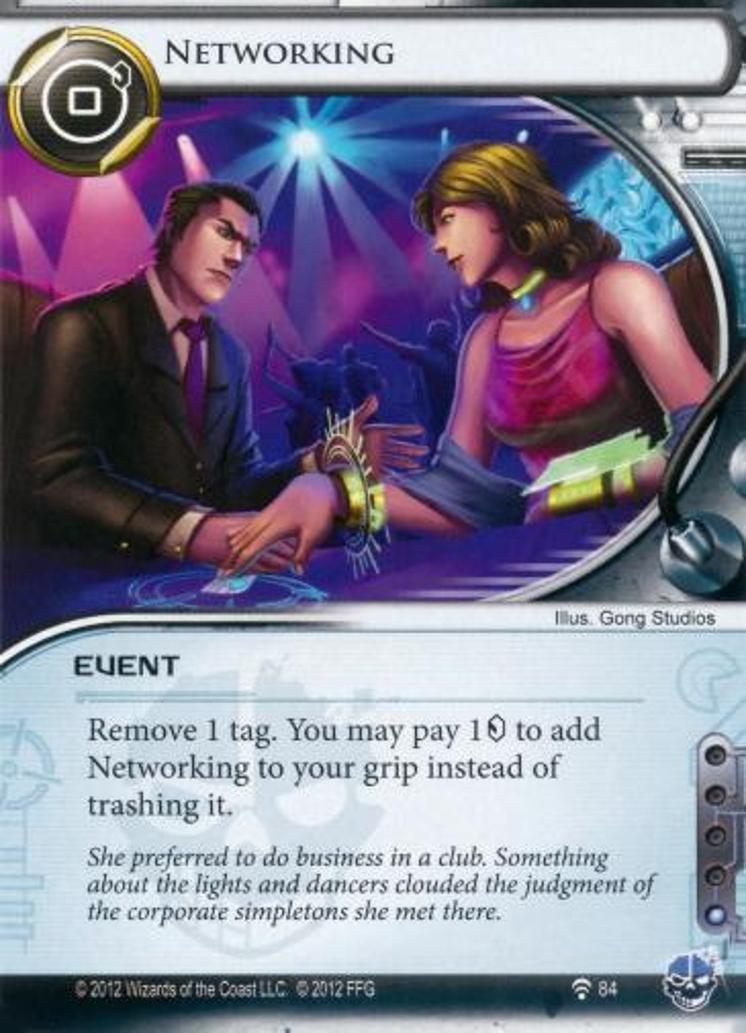 NETWORKING
Illus. Gong Studios
EVENT
Remove 1 tag. You may pay 1 to add
Networking to your grip instead of
trashing it.
She preferred to do business in a club. Something
about the lights and dancers clouded the judgment of
the corporate simpletons she met there.
© 2012 Wizards of the Coast LLC © 2012 FFG
84